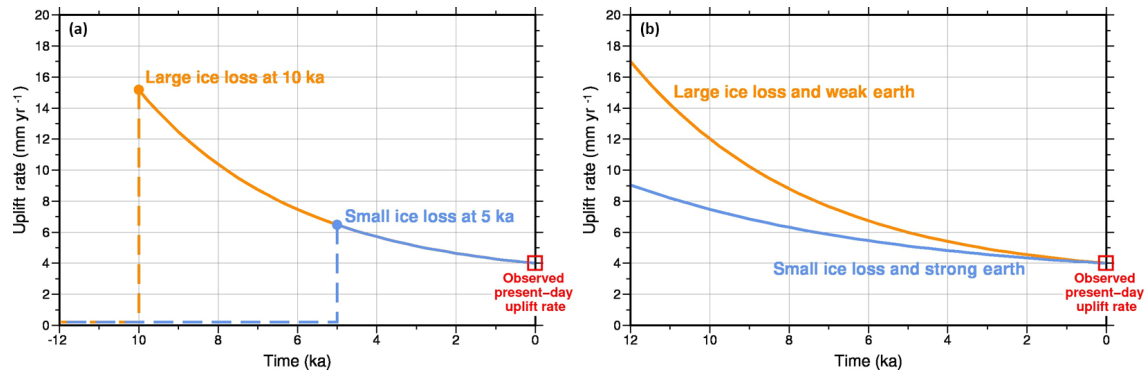 (a)
Uplift rate (mm yr -1)
20
18
16
14
12
10
8
6
4
2
0
Large ice loss at 10 ka
Small ice loss at 5 ka
Observed
present-day
uplift rate
-12
10
8
6
4
2
0
Time (ka)
(b)
Uplift rate (mm yr -1)
20
18
16
14
12
10
8
6
4
2
0
Large ice loss and weak earth
Small ice loss and strong earth
Observed
present-day
uplift rate
12
10
8
6
4
2
0
Time (ka)